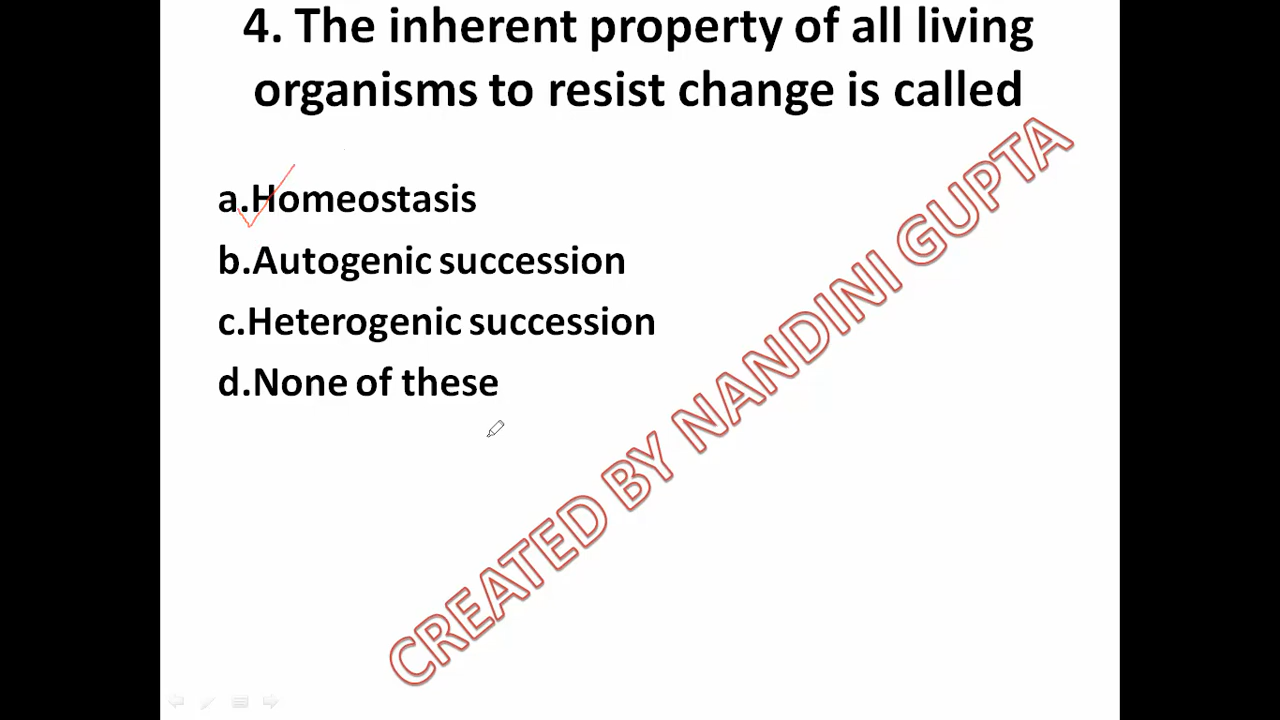 4. The inherent property of all living
organisms to resist change is called
a.Homeostasis
b.Autogenic succession
c.Heterogenic succession
d.None of these
CREATED BY NANDINI GUPTA